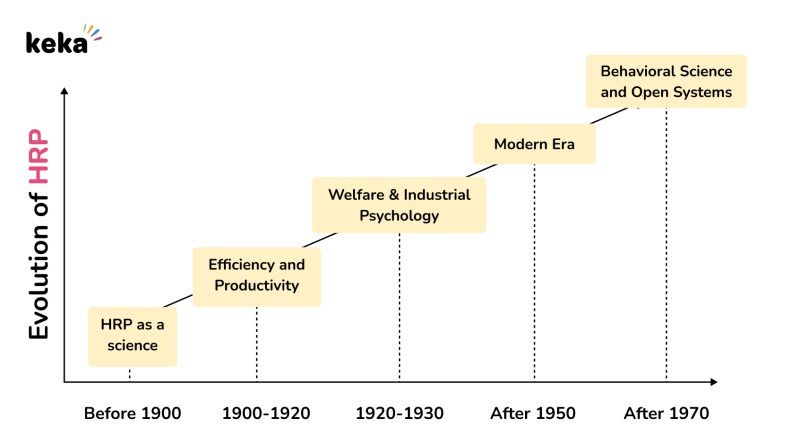 keka
Evolution of HRP
Behavioral Science
and Open Systems
Modern Era
Welfare & Industrial
Psychology
Efficiency and
Productivity
HRP as a
science
Before 1900
1900-1920
1920-1930
After 1950
After 1970